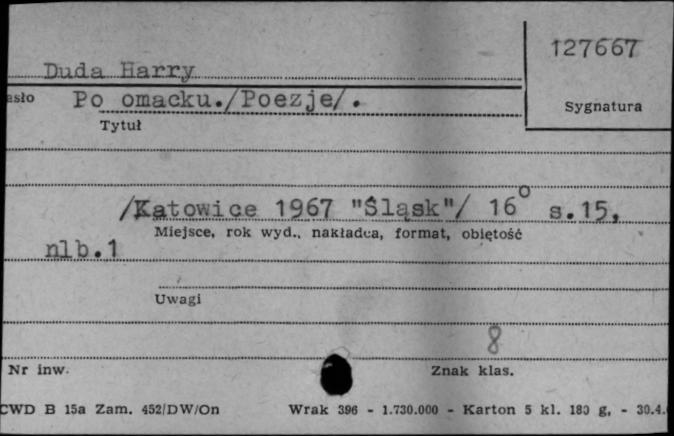 127667
Duda Harry
asło Po omacku./Poezje/.
Sygnatura
Tytuł
/Katowice 1967 "Śląsk"/ 16° s.15,
Miejsce, rok wyd., nakładca, format, objętość
nlb.1
Uwagi
8
Nr inw.
Znak klas.
CWD B 15a Zam. 452/DW/On Wrak 396 - 1.730.000 - Karton 5 kl. 180 g, - 30.4.